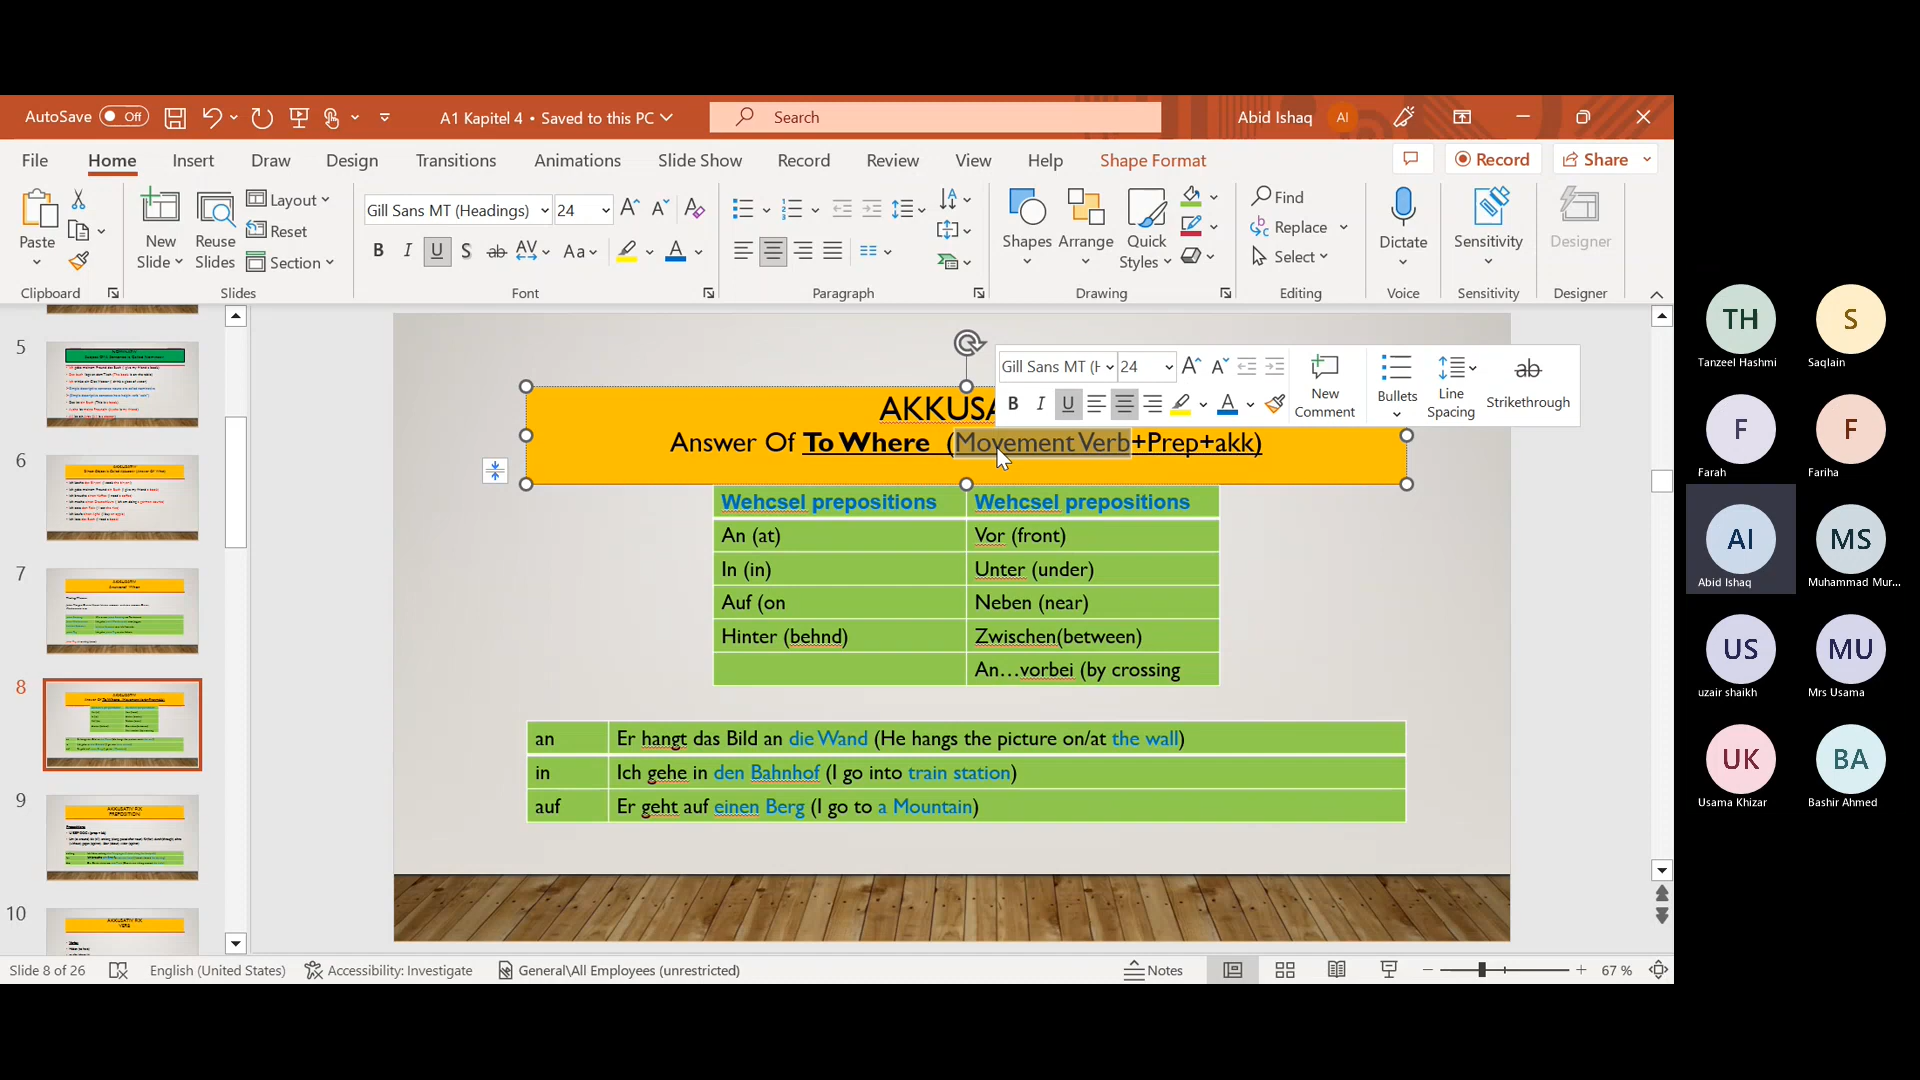 AutoSave Off A1 Kapitel 4 • Saved to this PC Search Abid Ishaq AI
File Home Insert Draw Design Transitions Animations Slide Show Record Review View Help Shape Format Record Share
Paste
New Slide
Reuse Slides
Layout
Reset
Section
Gill Sans MT (Headings) 24
Shapes
Arrange
Quick Styles
Find
Replace
Select
Dictate
Sensitivity
Designer
Clipboard Slides Font Paragraph Drawing Editing Voice Sensitivity Designer
5
6
7
8
9
10
Gill Sans MT (H 24
New Comment
Bullets
Line Spacing
Strikethrough
AKKUSA
Answer Of To Where (Movement Verb+Prep+akk)
Wehcsel prepositions Wehcsel prepositions
An (at) Vor (front)
In (in) Unter (under)
Auf (on Neben (near)
Hinter (behnd) Zwischen(between)
An…vorbei (by crossing
an Er hangt das Bild an die Wand (He hangs the picture on/at the wall)
in Ich gehe in den Bahnhof (I go into train station)
auf Er geht auf einen Berg (I go to a Mountain)
Slide 8 of 26 English (United States) Accessibility: Investigate General\All Employees (unrestricted) Notes 67 %
TH S
Tanzeel Hashmi Saqlain
F F
Farah Fariha
AI MS
Abid Ishaq Muhammad Mur...
US MU
uzair shaikh Mrs Usama
UK BA
Usama Khizar Bashir Ahmed